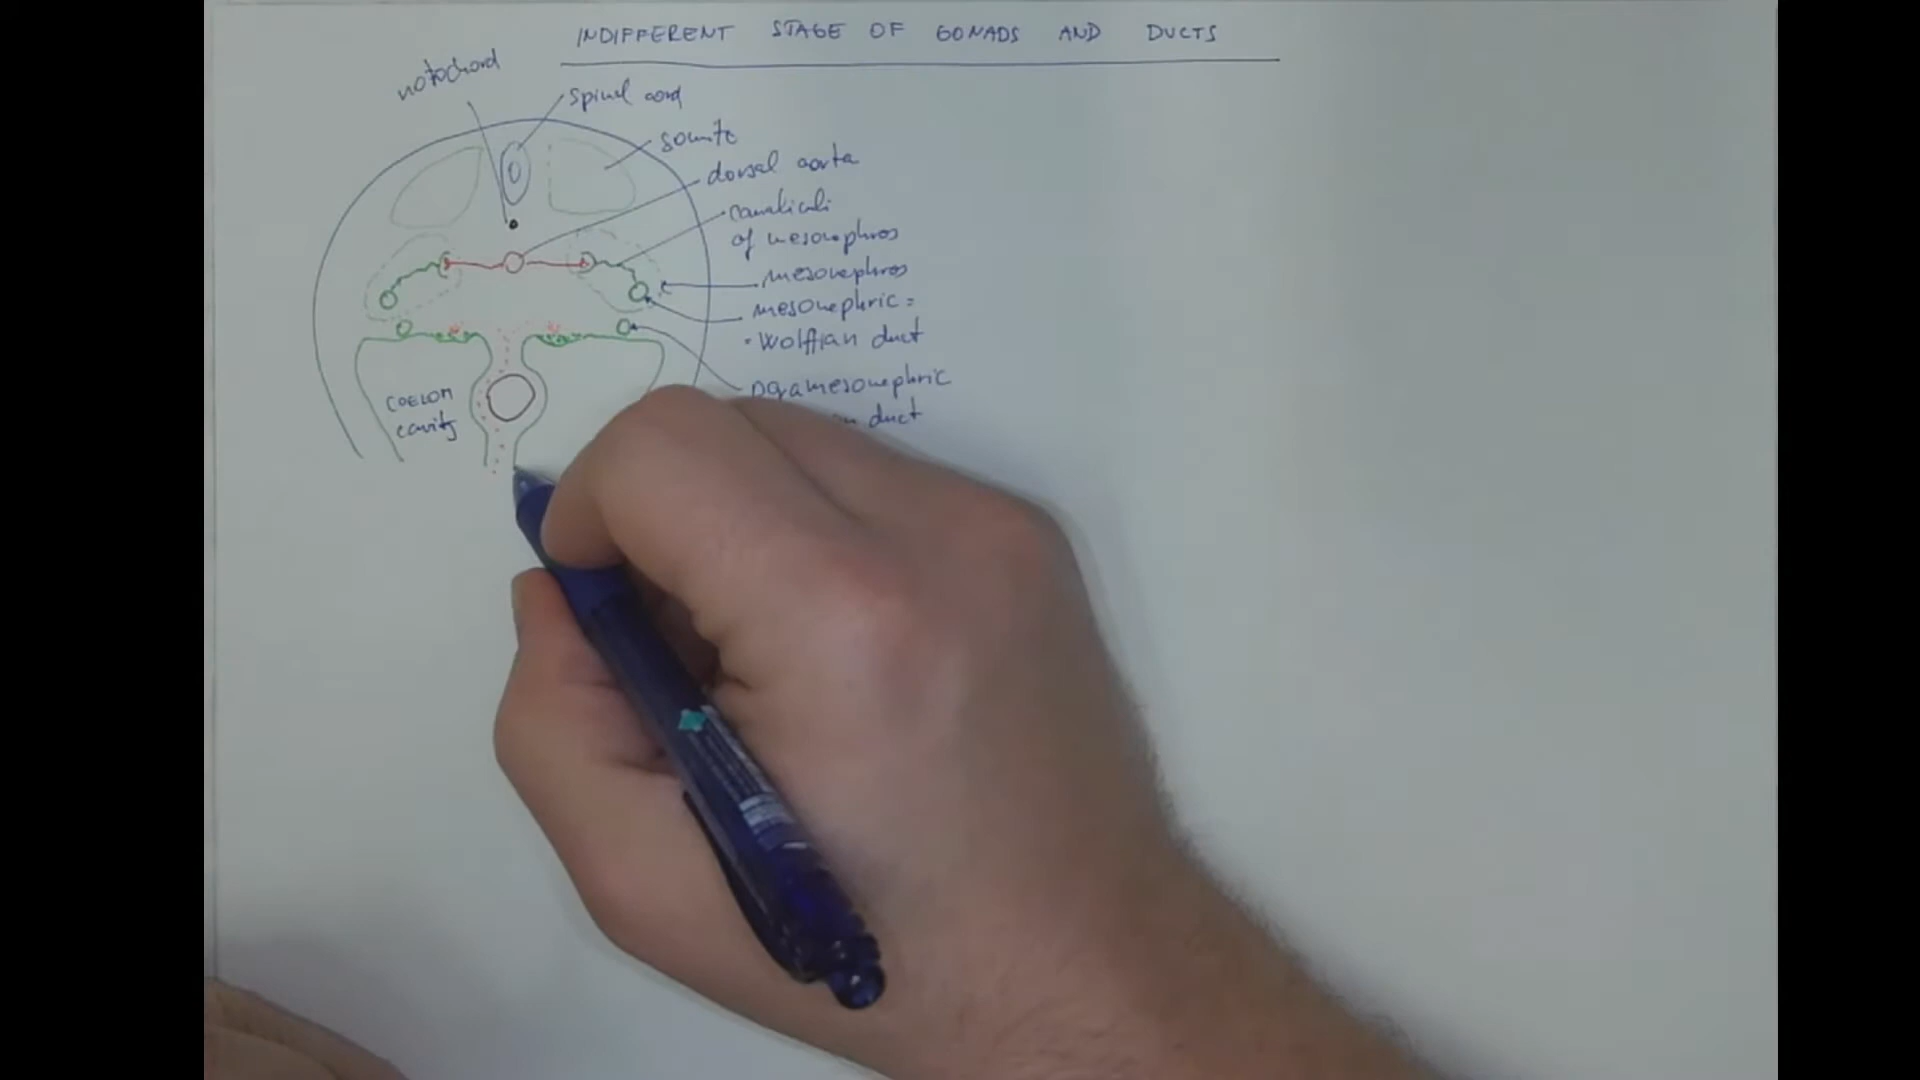 INDIFFERENT STAGE OF GONADS AND DUCTS
notochord
spinal cord
somite
dorsal aorta
canaliculi
of mesonephros
mesonephros
mesonephric =
= Wolffian duct
paramesonephric
duct
COELOM
cavity